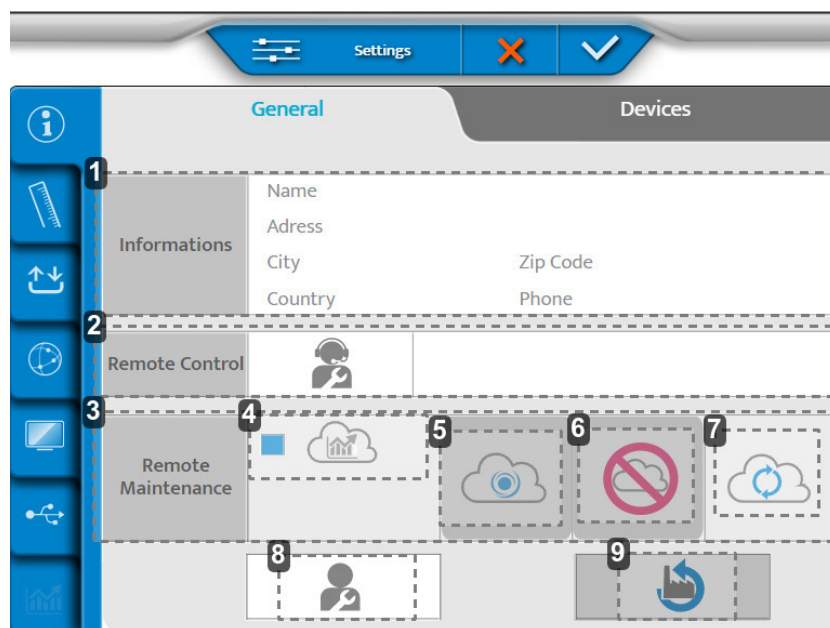 Settings
General
Devices
1
Informations
Name
Adress
City
Zip Code
Country
Phone
2
Remote Control
3
Remote
Maintenance
4
5
6
7
8
9